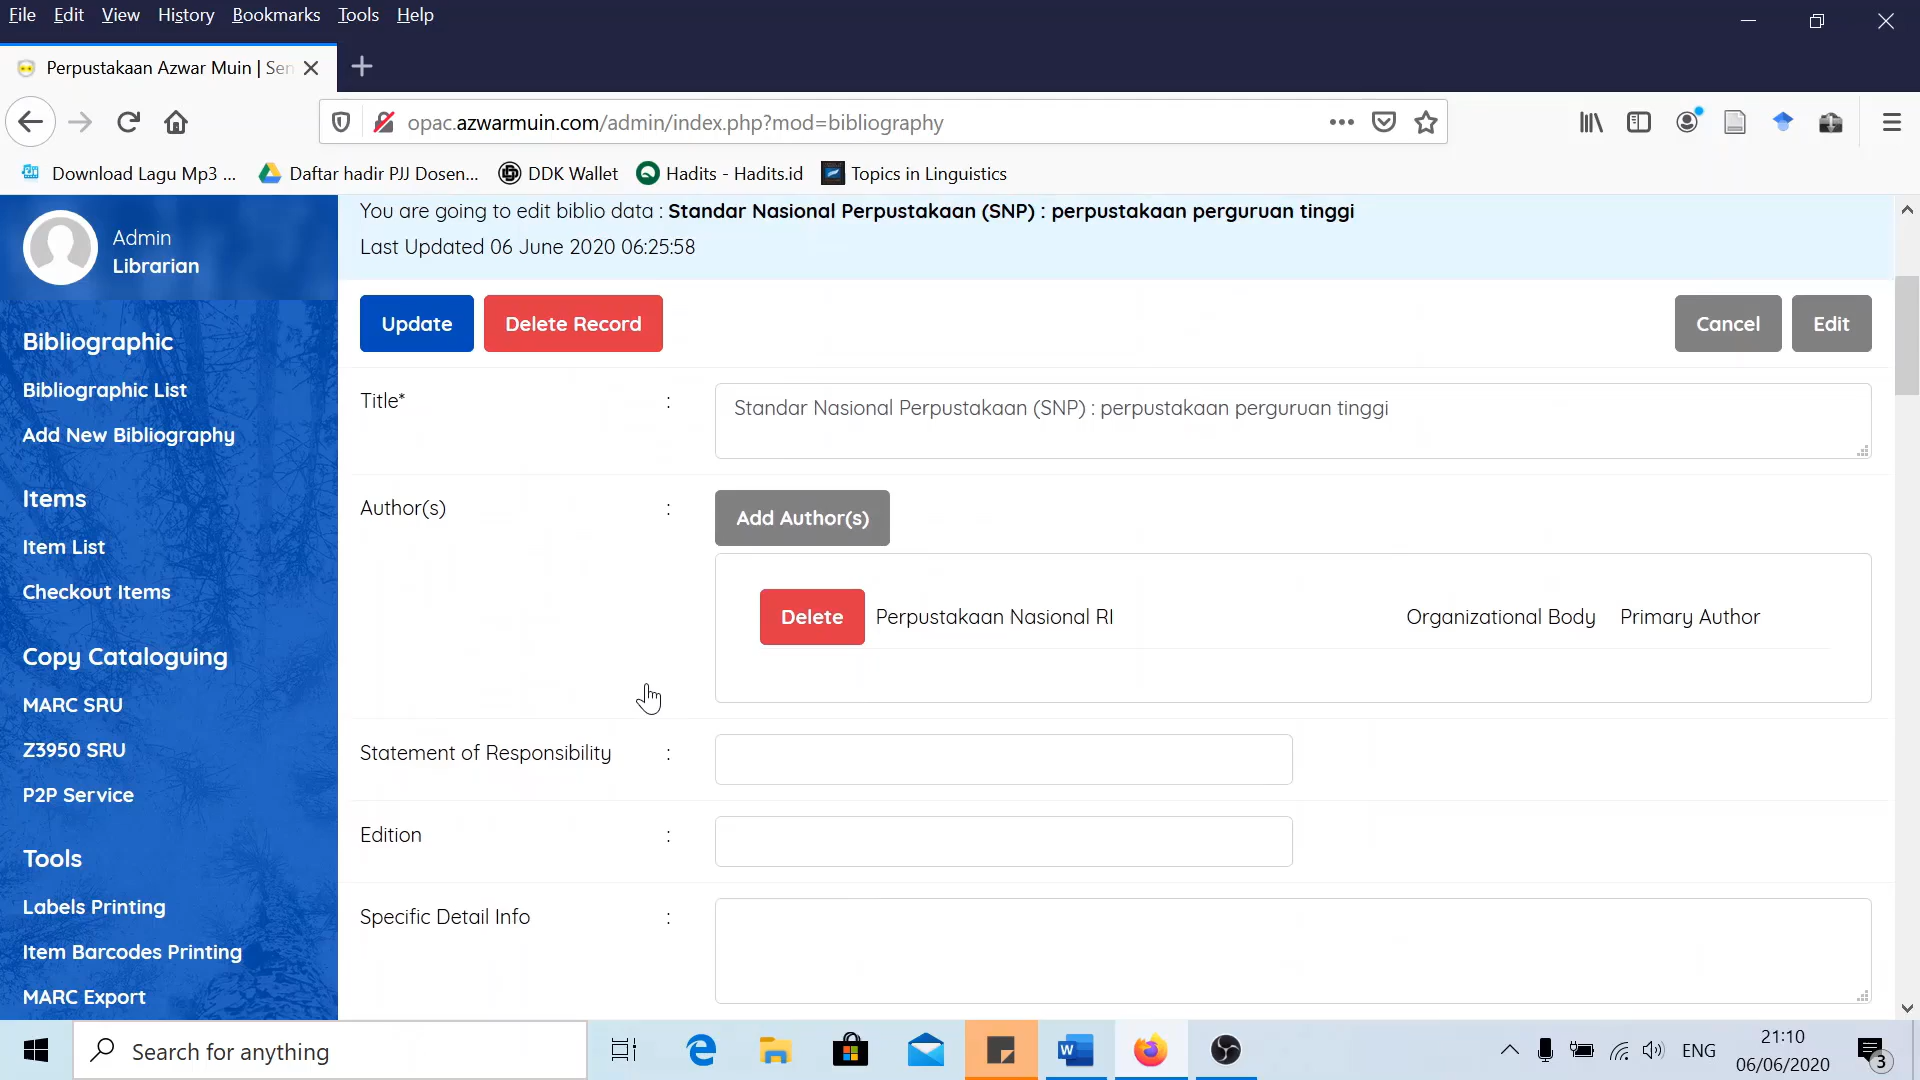 File Edit View History Bookmarks Tools Help
Perpustakaan Azwar Muin | Sen
opac.azwarmuin.com/admin/index.php?mod=bibliography
Download Lagu Mp3 ... Daftar hadir PJJ Dosen... DDK Wallet Hadits - Hadits.id Topics in Linguistics
Admin
Librarian
Bibliographic
Bibliographic List
Add New Bibliography
Items
Item List
Checkout Items
Copy Cataloguing
MARC SRU
Z3950 SRU
P2P Service
Tools
Labels Printing
Item Barcodes Printing
MARC Export
You are going to edit biblio data : Standar Nasional Perpustakaan (SNP) : perpustakaan perguruan tinggi
Last Updated 06 June 2020 06:25:58
Update Delete Record Cancel Edit
Title* : Standar Nasional Perpustakaan (SNP) : perpustakaan perguruan tinggi
Author(s) : Add Author(s)
Delete Perpustakaan Nasional RI Organizational Body Primary Author
Statement of Responsibility :
Edition :
Specific Detail Info :
Search for anything
ENG
21:10
06/06/2020
3